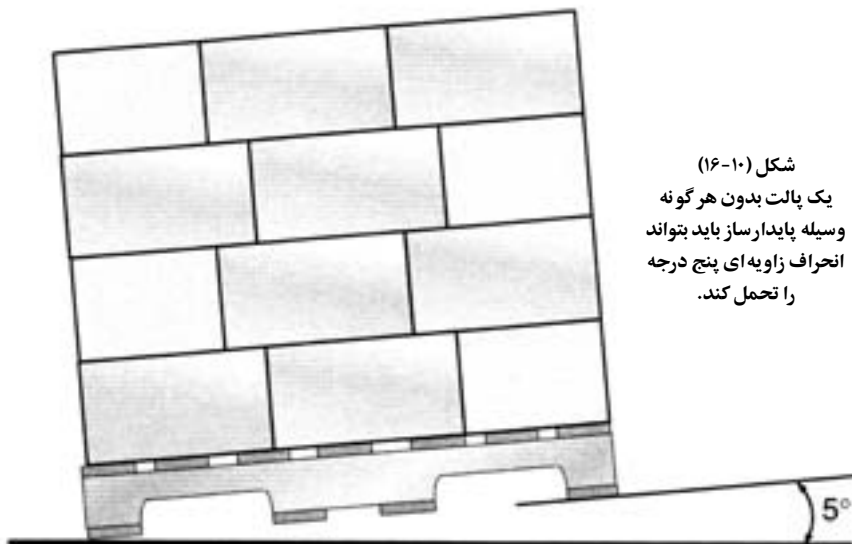 شکل (۱۰-۱۶)
یک پالت بدون هر گونه
وسیله پایدارساز باید بتواند
انحراف زاویه‌ای پنج درجه
را تحمل کند.
5°